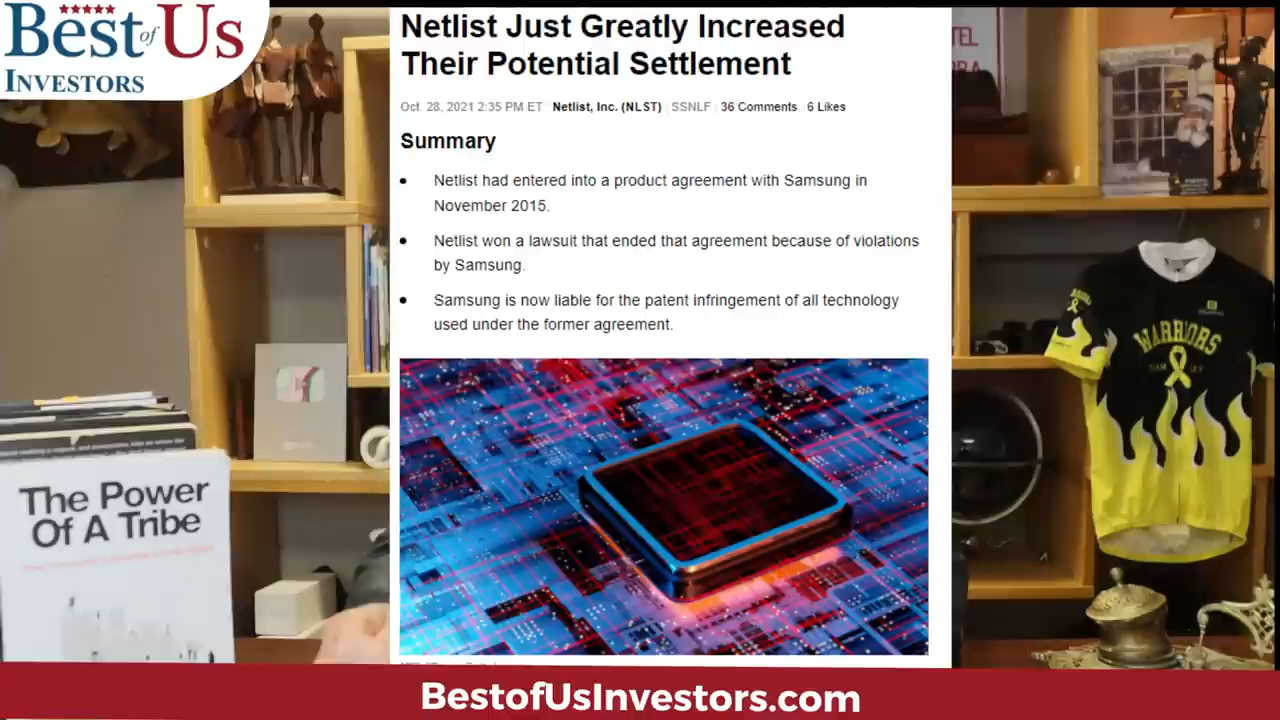 Best of Us
INVESTORS
Netlist Just Greatly Increased
Their Potential Settlement
Oct. 28, 2021 2:35 PM ET Netlist, Inc. (NLST) | SSNLF | 36 Comments 6 Likes
Summary
• Netlist had entered into a product agreement with Samsung in
November 2015.
• Netlist won a lawsuit that ended that agreement because of violations
by Samsung.
• Samsung is now liable for the patent infringement of all technology
used under the former agreement.
The Power
Of A Tribe
WARRIORS
BestofUsInvestors.com